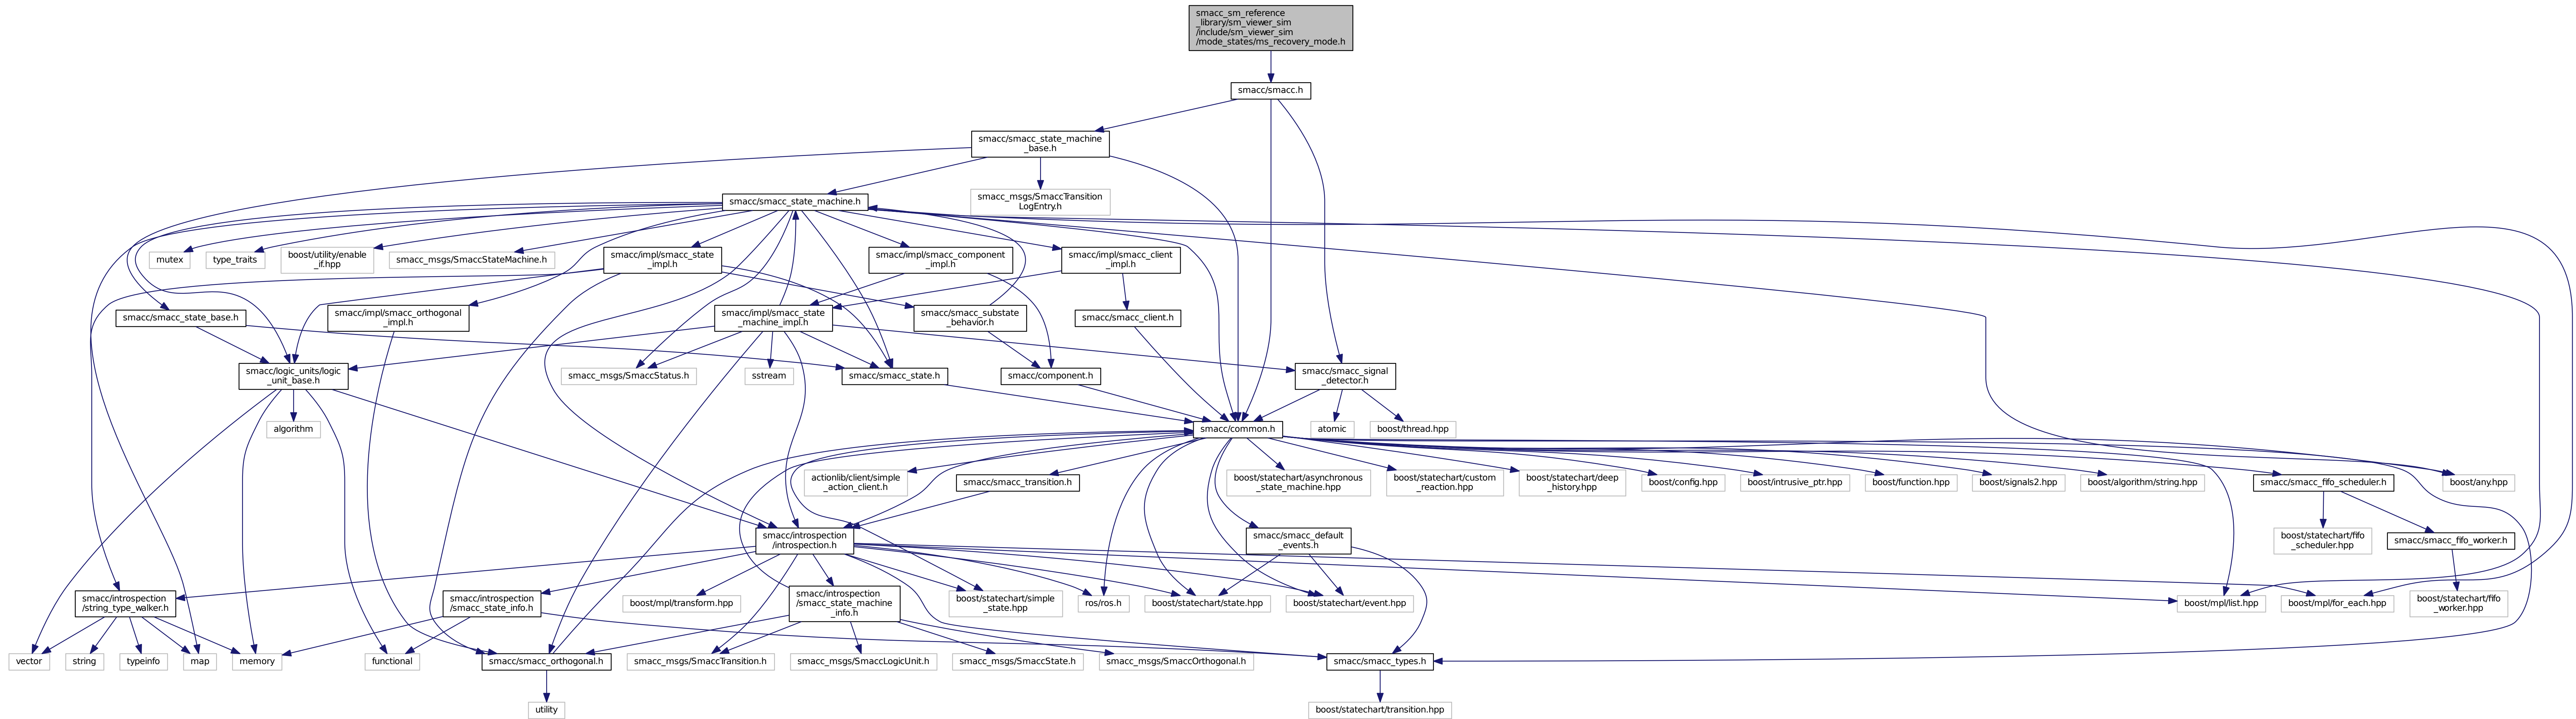 smacc_sm_reference
_library/sm_viewer_sim
/include/sm_viewer_sim
/mode_states/ms_recovery_mode.h
smacc/smacc.h
smacc/smacc_state_machine
_base.h
smacc/smacc_state_machine.h
smacc_msgs/SmaccTransition
LogEntry.h
mutex
type_traits
boost/utility/enable
_if.hpp
smacc_msgs/SmaccStateMachine.h
smacc/impl/smacc_state
_impl.h
smacc/impl/smacc_component
_impl.h
smacc/impl/smacc_client
_impl.h
smacc/smacc_state_base.h
smacc/impl/smacc_orthogonal
_impl.h
smacc/impl/smacc_state
_machine_impl.h
smacc/smacc_substate
_behavior.h
smacc/smacc_client.h
smacc/logic_units/logic
_unit_base.h
smacc_msgs/SmaccStatus.h
sstream
smacc/smacc_state.h
smacc/component.h
smacc/smacc_signal
_detector.h
algorithm
smacc/common.h
atomic
boost/thread.hpp
actionlib/client/simple
_action_client.h
smacc/smacc_transition.h
boost/statechart/asynchronous
_state_machine.hpp
boost/statechart/custom
_reaction.hpp
boost/statechart/deep
_history.hpp
boost/config.hpp
boost/intrusive_ptr.hpp
boost/function.hpp
boost/signals2.hpp
boost/algorithm/string.hpp
smacc/smacc_fifo_scheduler.h
boost/any.hpp
smacc/introspection
/introspection.h
smacc/smacc_default
_events.h
boost/statechart/fifo
_scheduler.hpp
smacc/smacc_fifo_worker.h
smacc/introspection
/string_type_walker.h
smacc/introspection
/smacc_state_info.h
boost/mpl/transform.hpp
smacc/introspection
/smacc_state_machine
_info.h
boost/statechart/simple
_state.hpp
ros/ros.h
boost/statechart/state.hpp
boost/statechart/event.hpp
boost/mpl/list.hpp
boost/mpl/for_each.hpp
boost/statechart/fifo
_worker.hpp
vector
string
typeinfo
map
memory
functional
smacc/smacc_orthogonal.h
smacc_msgs/SmaccTransition.h
smacc_msgs/SmaccLogicUnit.h
smacc_msgs/SmaccState.h
smacc_msgs/SmaccOrthogonal.h
smacc/smacc_types.h
utility
boost/statechart/transition.hpp